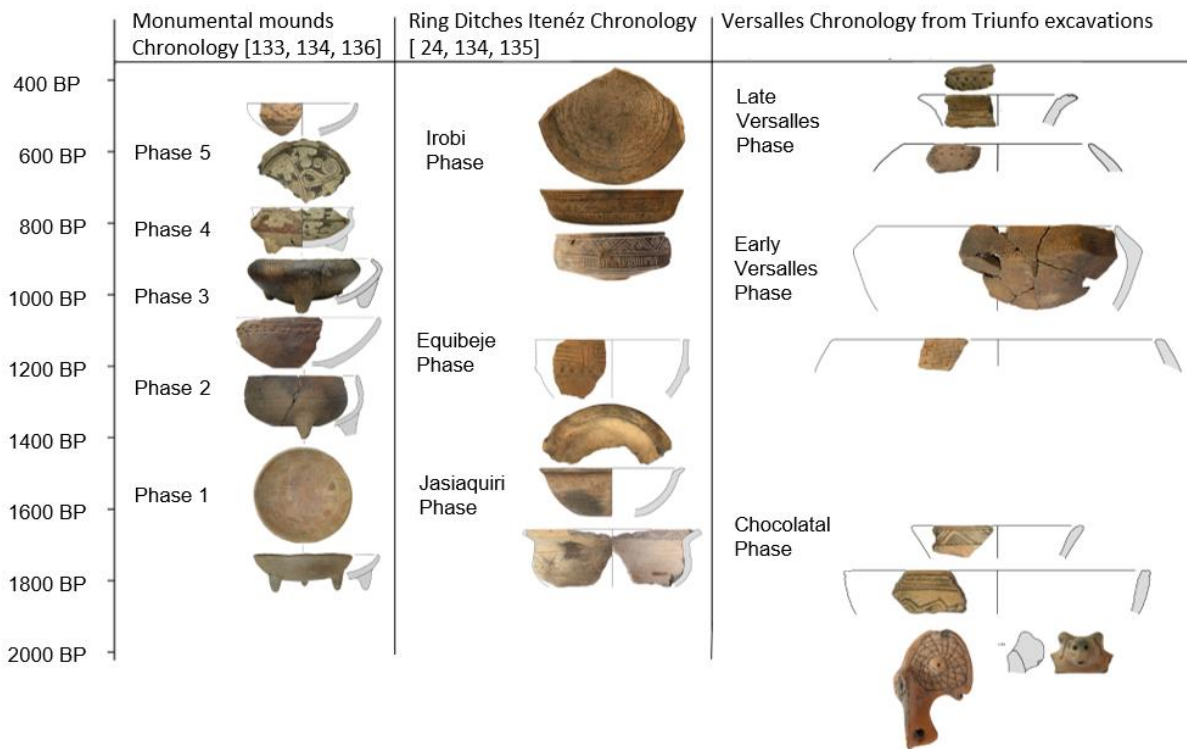 Monumental mounds
Chronology [133, 134, 136]
Ring Ditches Itenéz Chronology
[ 24, 134, 135]
Versalles Chronology from Triunfo excavations
400 BP
600 BP
800 BP
1000 BP
1200 BP
1400 BP
1600 BP
1800 BP
2000 BP
Phase 5
Phase 4
Phase 3
Phase 2
Phase 1
Irobi
Phase
Equibeje
Phase
Jasiaquiri
Phase
Late
Versalles
Phase
Early
Versalles
Phase
Chocolatal
Phase